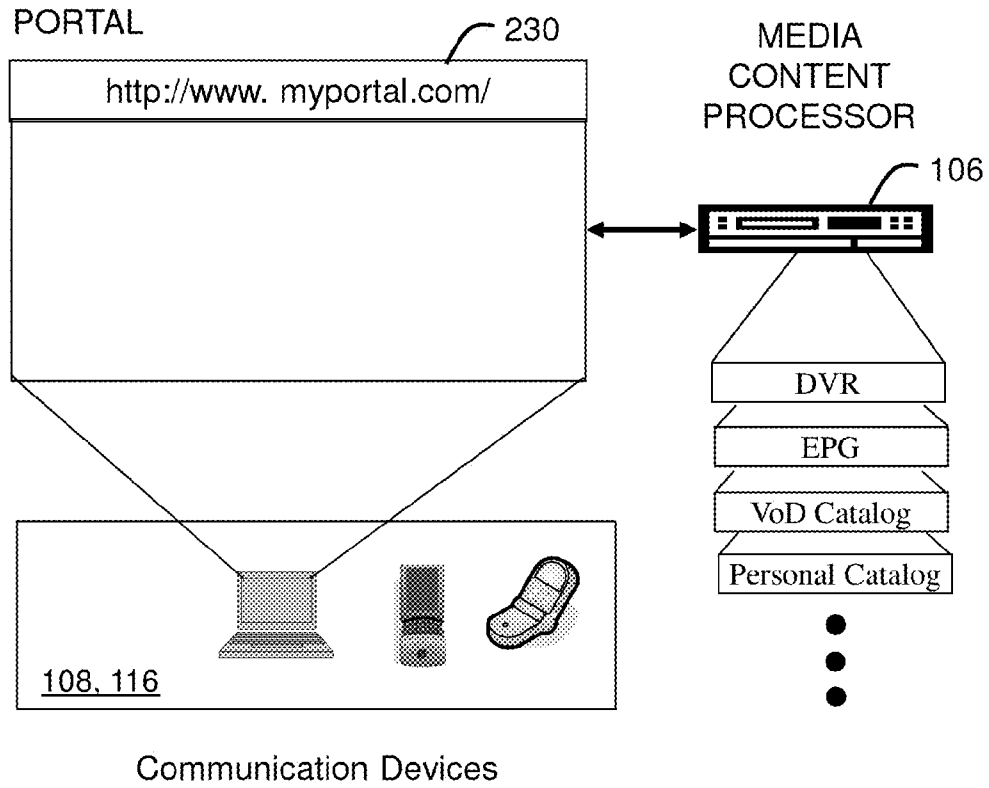 PORTAL
230
http://www. myportal.com/
MEDIA
CONTENT
PROCESSOR
106
DVR
EPG
VoD Catalog
Personal Catalog
108, 116
Communication Devices